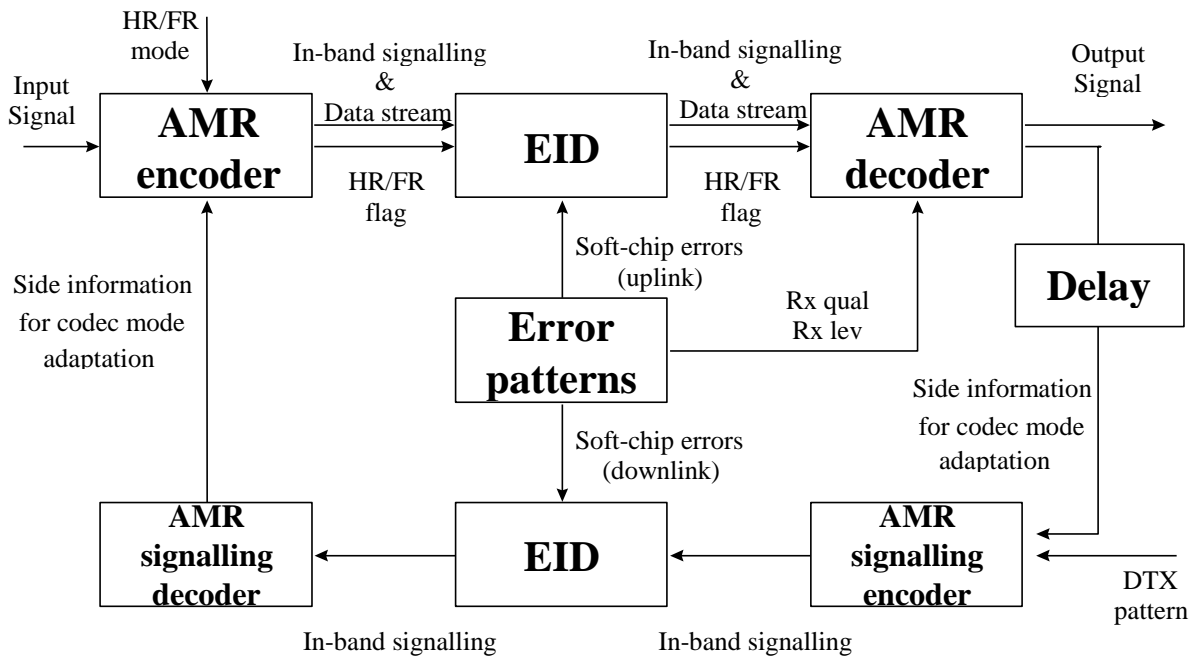 HR/FR
mode
Input
Signal
AMR
encoder
In-band signalling
&
Data stream
HR/FR
flag
EID
In-band signalling
&
Data stream
HR/FR
flag
AMR
decoder
Output
Signal
Side information
for codec mode
adaptation
Soft-chip errors
(uplink)
Error
patterns
Rx qual
Rx lev
Delay
Side information
for codec mode
adaptation
Soft-chip errors
(downlink)
AMR
signalling
decoder
EID
AMR
signalling
encoder
DTX
pattern
In-band signalling
In-band signalling